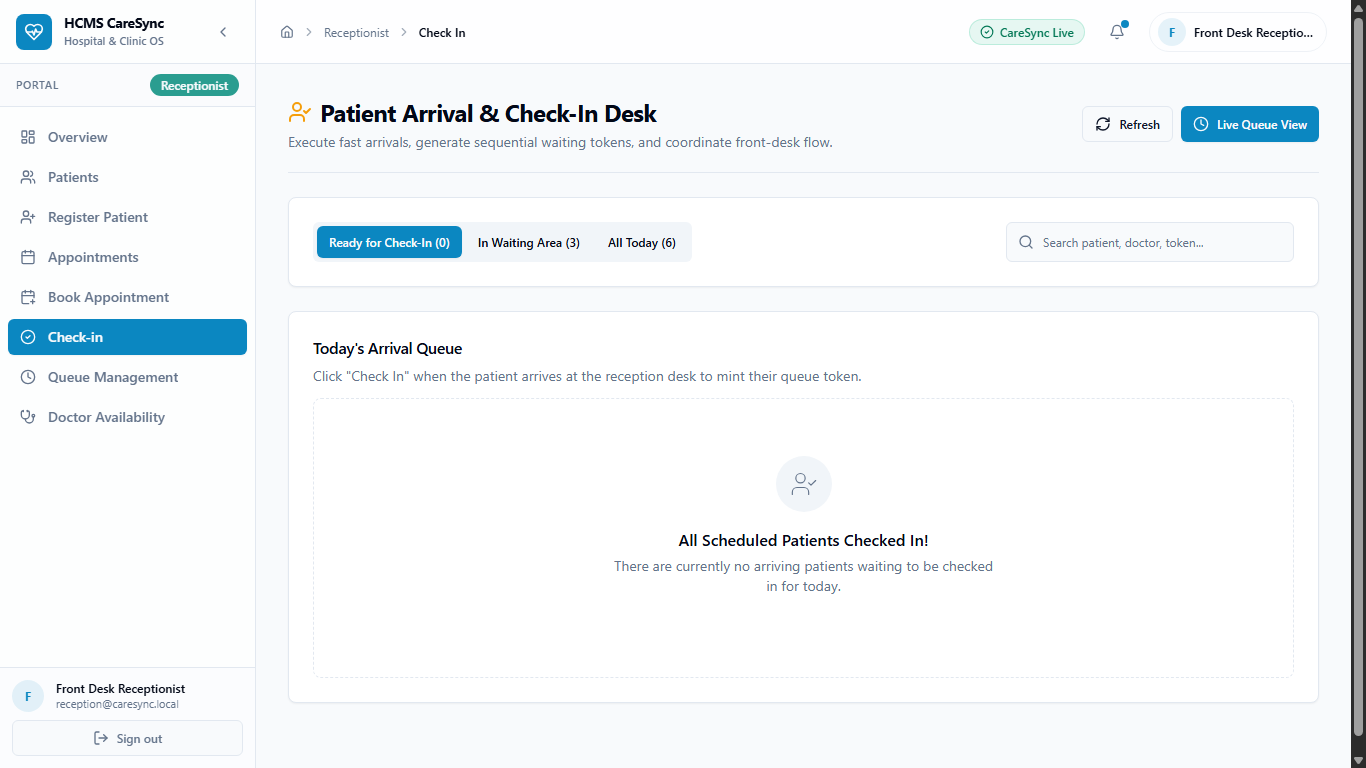 HCMS CareSync
Hospital & Clinic OS
PORTAL
Receptionist
Overview
Patients
Register Patient
Appointments
Book Appointment
Check-in
Queue Management
Doctor Availability
F
Front Desk Receptionist
reception@caresync.local
Sign out
Receptionist
Check In
CareSync Live
F
Front Desk Receptio...
Patient Arrival & Check-In Desk
Execute fast arrivals, generate sequential waiting tokens, and coordinate front-desk flow.
Refresh
Live Queue View
Ready for Check-In (0)
In Waiting Area (3)
All Today (6)
Search patient, doctor, token...
Today's Arrival Queue
Click "Check In" when the patient arrives at the reception desk to mint their queue token.
All Scheduled Patients Checked In!
There are currently no arriving patients waiting to be checked
in for today.